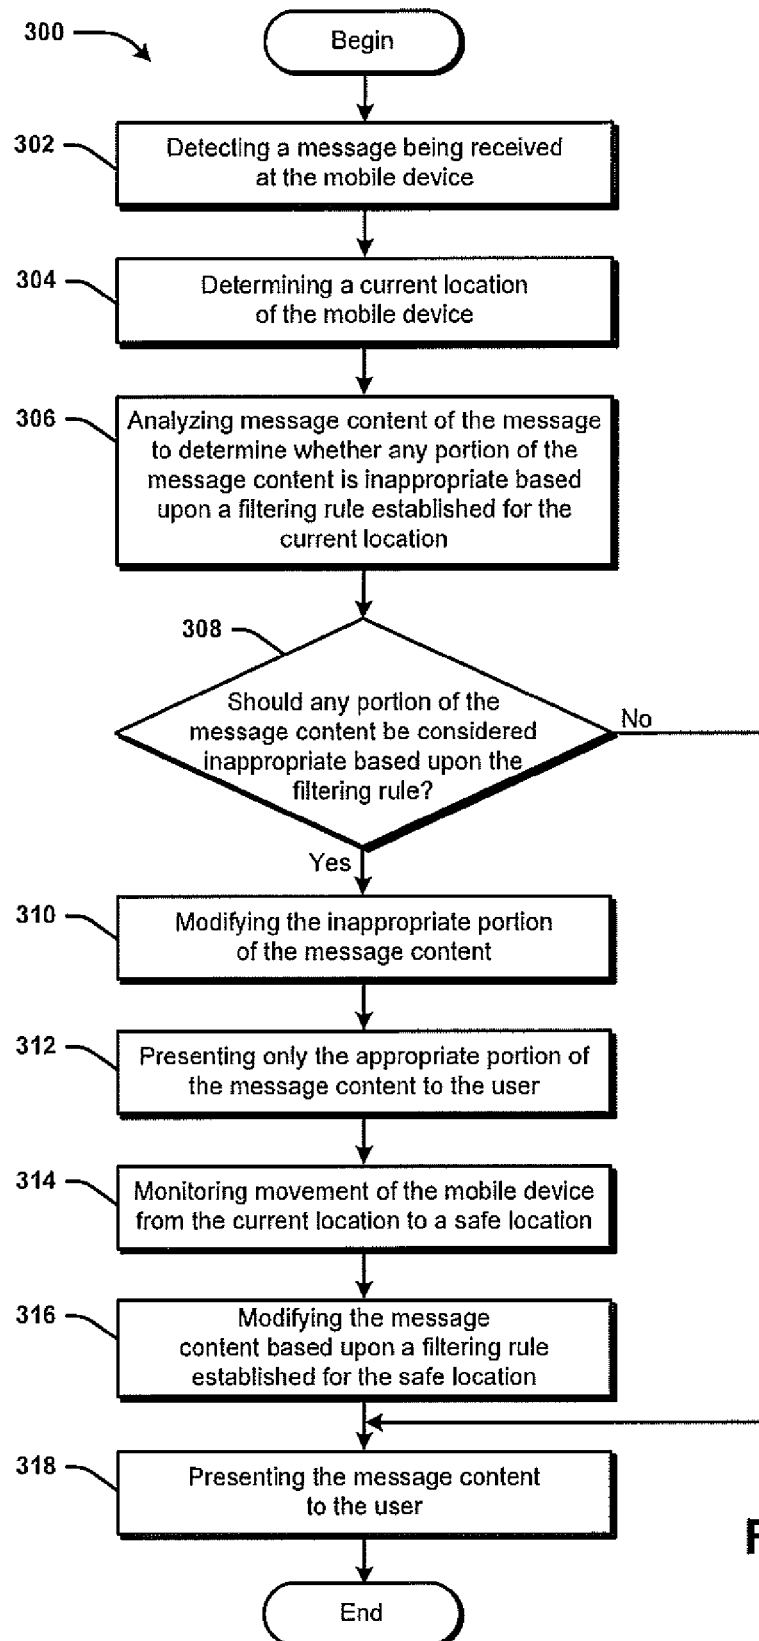 300
Begin
302
Detecting a message being received
at the mobile device
304
Determining a current location
of the mobile device
306
Analyzing message content of the message
to determine whether any portion of the
message content is inappropriate based
upon a filtering rule established for the
current location
308
Should any portion of the
message content be considered
inappropriate based upon the
filtering rule?
No
Yes
310
Modifying the inappropriate portion
of the message content
312
Presenting only the appropriate portion of
the message content to the user
314
Monitoring movement of the mobile device
from the current location to a safe location
316
Modifying the message
content based upon a filtering rule
established for the safe location
318
Presenting the message content
to the user
End